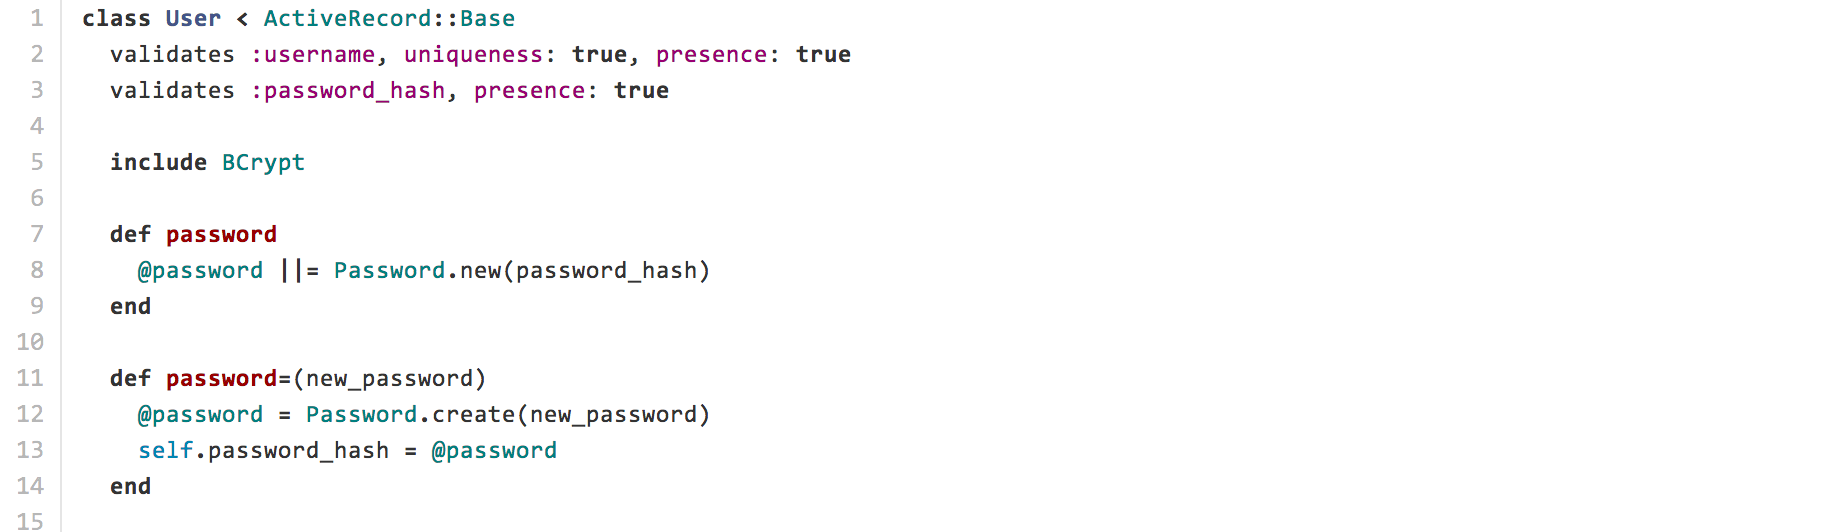 1 class User < ActiveRecord::Base
2   validates :username, uniqueness: true, presence: true
3   validates :password_hash, presence: true
4
5   include BCrypt
6
7   def password
8     @password ||= Password.new(password_hash)
9   end
10
11   def password=(new_password)
12     @password = Password.create(new_password)
13     self.password_hash = @password
14   end
15